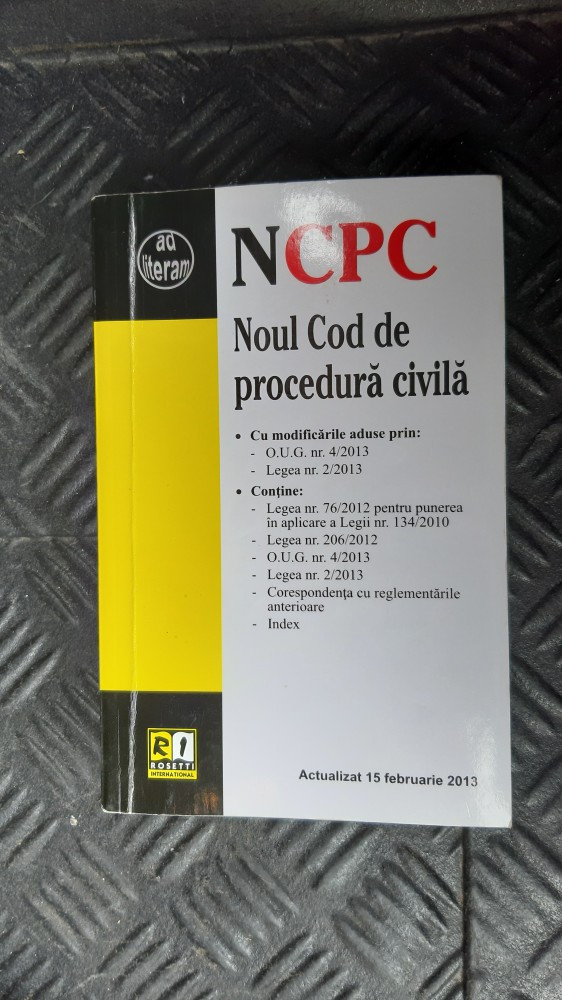 ad
literam
NCPC
Noul Cod de
procedură civilă
• Cu modificările aduse prin:
- O.U.G. nr. 4/2013
- Legea nr. 2/2013
• Conține:
- Legea nr. 76/2012 pentru punerea
în aplicare a Legii nr. 134/2010
- Legea nr. 206/2012
- O.U.G. nr. 4/2013
- Legea nr. 2/2013
- Corespondența cu reglementările
anterioare
- Index
R I
ROSETTI
INTERNATIONAL
Actualizat 15 februarie 2013